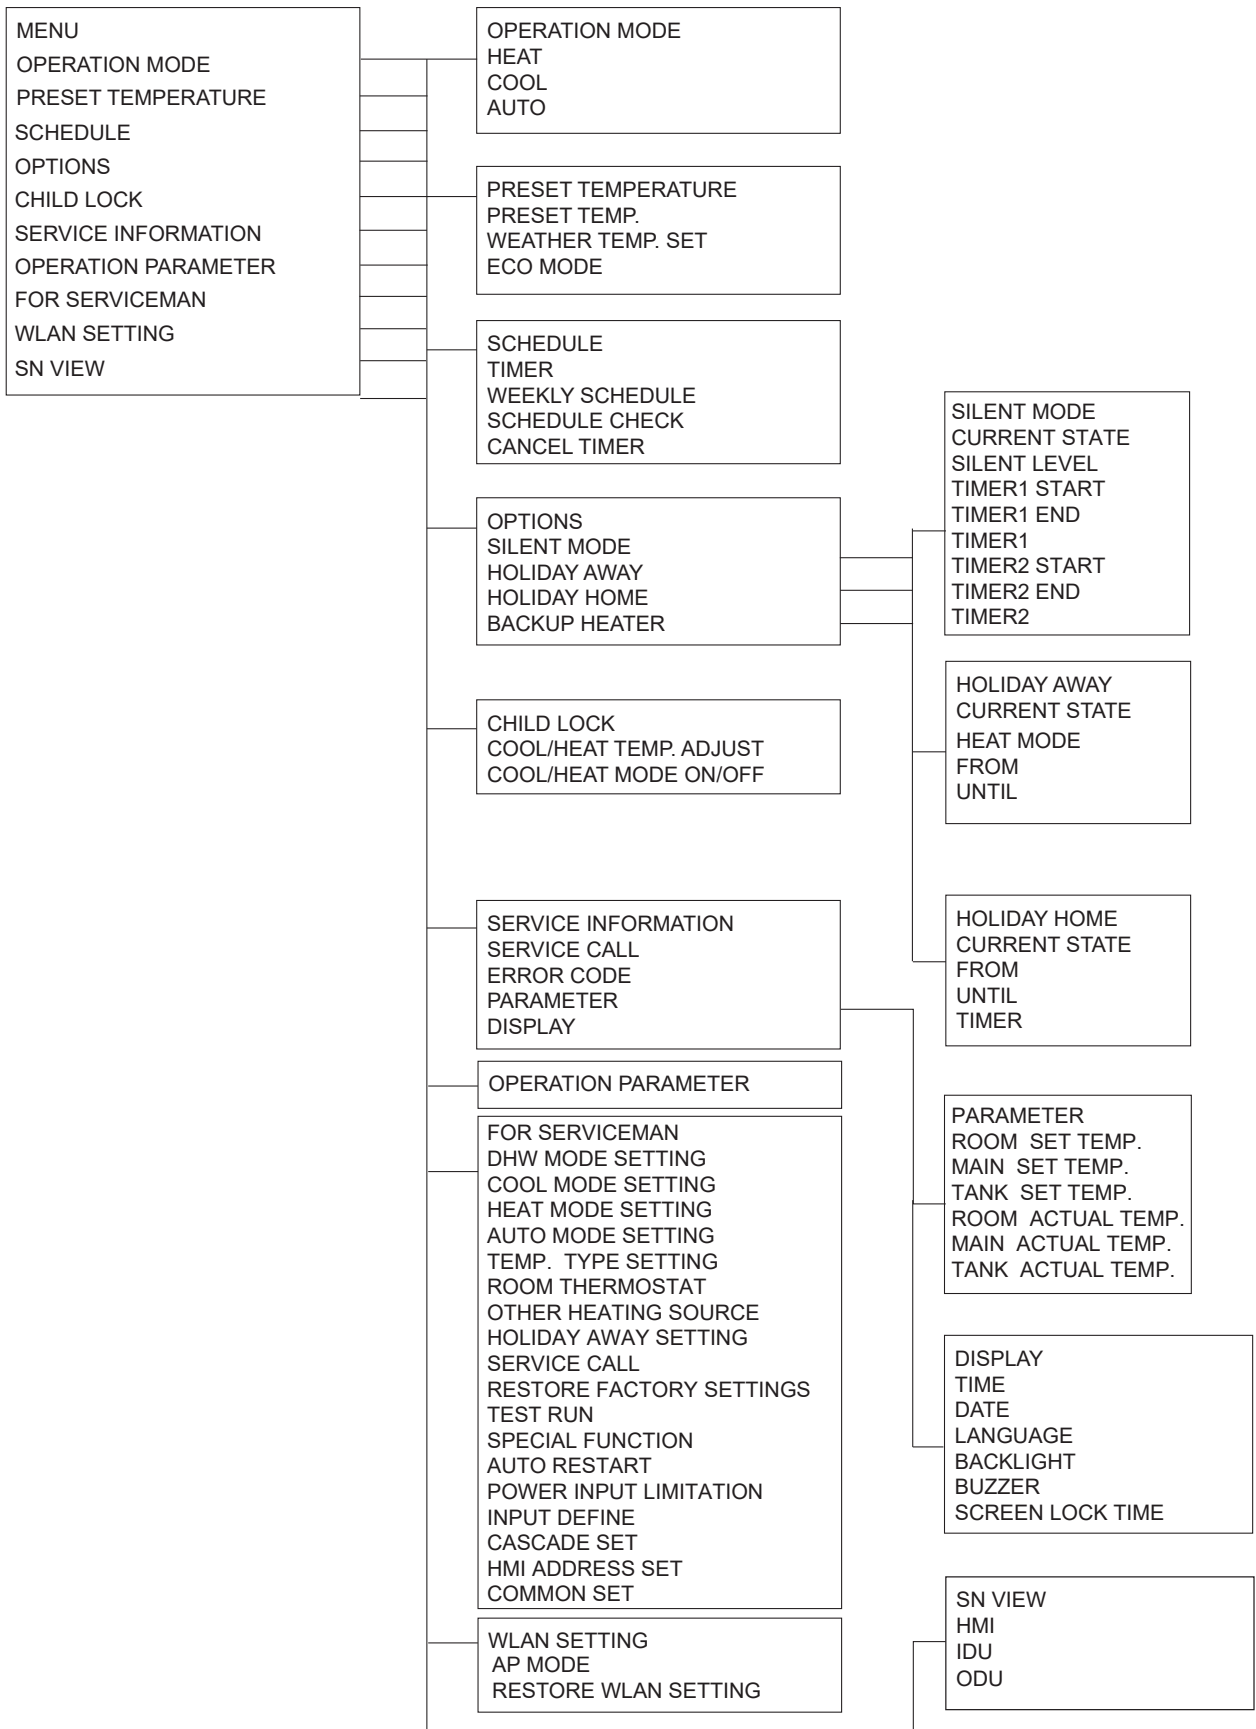 MENU
OPERATION MODE
PRESET TEMPERATURE
SCHEDULE
OPTIONS
CHILD LOCK
SERVICE INFORMATION
OPERATION PARAMETER
FOR SERVICEMAN
WLAN SETTING
SN VIEW
OPERATION MODE
HEAT
COOL
AUTO
PRESET TEMPERATURE
PRESET TEMP.
WEATHER TEMP. SET
ECO MODE
SCHEDULE
TIMER
WEEKLY SCHEDULE
SCHEDULE CHECK
CANCEL TIMER
OPTIONS
SILENT MODE
HOLIDAY AWAY
HOLIDAY HOME
BACKUP HEATER
CHILD LOCK
COOL/HEAT TEMP. ADJUST
COOL/HEAT MODE ON/OFF
SERVICE INFORMATION
SERVICE CALL
ERROR CODE
PARAMETER
DISPLAY
OPERATION PARAMETER
FOR SERVICEMAN
DHW MODE SETTING
COOL MODE SETTING
HEAT MODE SETTING
AUTO MODE SETTING
TEMP. TYPE SETTING
ROOM THERMOSTAT
OTHER HEATING SOURCE
HOLIDAY AWAY SETTING
SERVICE CALL
RESTORE FACTORY SETTINGS
TEST RUN
SPECIAL FUNCTION
AUTO RESTART
POWER INPUT LIMITATION
INPUT DEFINE
CASCADE SET
HMI ADDRESS SET
COMMON SET
WLAN SETTING
AP MODE
RESTORE WLAN SETTING
SILENT MODE
CURRENT STATE
SILENT LEVEL
TIMER1 START
TIMER1 END
TIMER1
TIMER2 START
TIMER2 END
TIMER2
HOLIDAY AWAY
CURRENT STATE
HEAT MODE
FROM
UNTIL
HOLIDAY HOME
CURRENT STATE
FROM
UNTIL
TIMER
PARAMETER
ROOM SET TEMP.
MAIN SET TEMP.
TANK SET TEMP.
ROOM ACTUAL TEMP.
MAIN ACTUAL TEMP.
TANK ACTUAL TEMP.
DISPLAY
TIME
DATE
LANGUAGE
BACKLIGHT
BUZZER
SCREEN LOCK TIME
SN VIEW
HMI
IDU
ODU